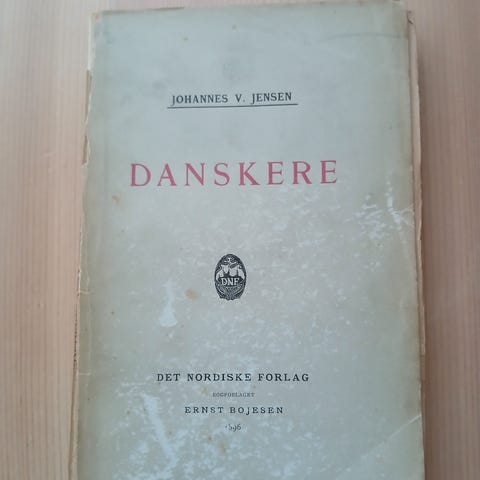 JOHANNES V. JENSEN
DANSKERE
DNF
DET NORDISKE FORLAG
BOGFORLAGET
ERNST BOJESEN
1896